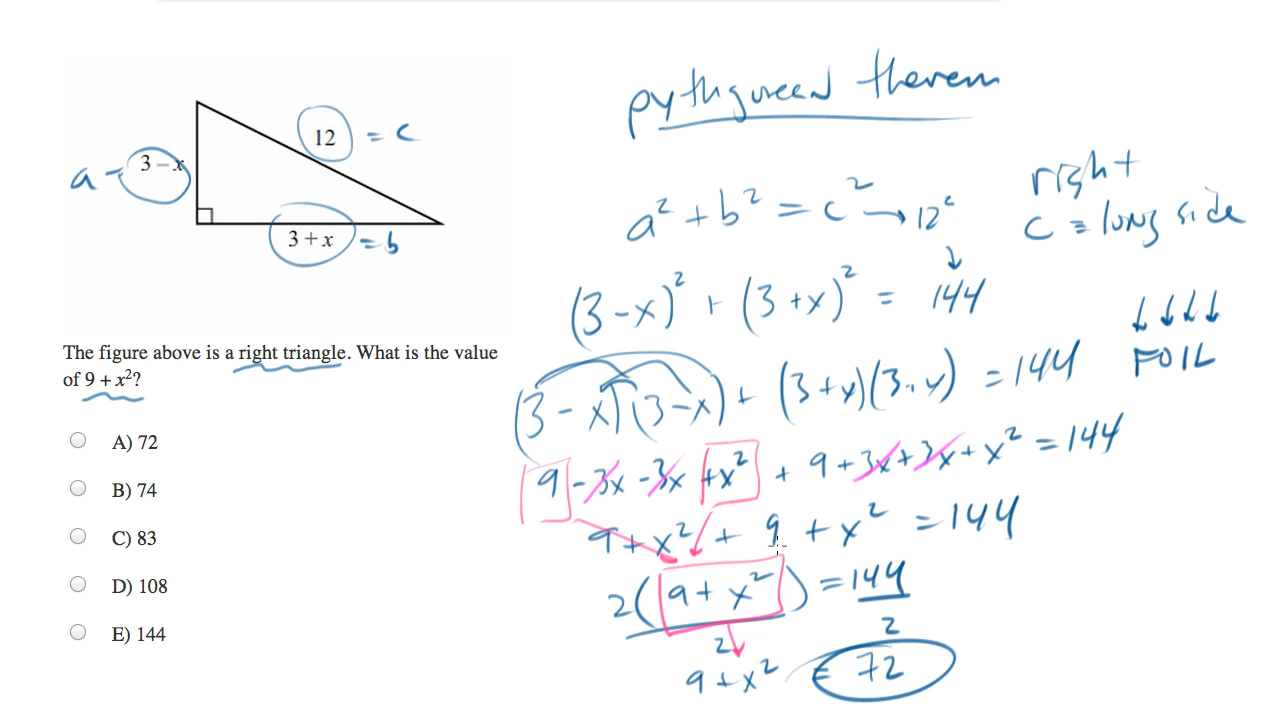 pythgureed therem
12 = c
a = 3 – x
3 + x = b
right
c = long side
a² + b² = c² → 12²
↓
(3 - x)² + (3 + x)² = 144
↓↓↓↓
FOIL
(3 - x)(3 - x) + (3 + x)(3 + x) = 144
9 - 3x - 3x + x² + 9 + 3x + 3x + x² = 144
9 + x² + 9 + x² = 144
2(9 + x²) = 144
2 2
9 + x² = 72
The figure above is a right triangle. What is the value
of 9 + x²?
A) 72
B) 74
C) 83
D) 108
E) 144